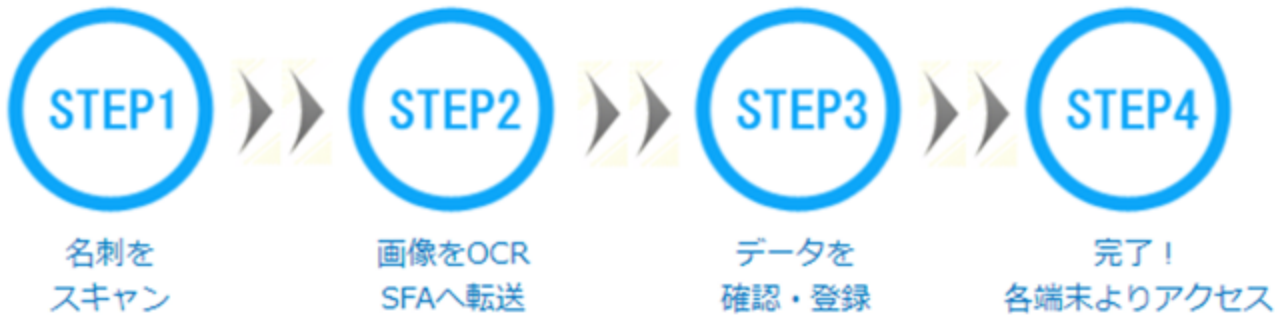 STEP1
STEP2
STEP3
STEP4
名刺を
スキャン
画像をOCR
SFAへ転送
データを
確認・登録
完了！
各端末よりアクセス